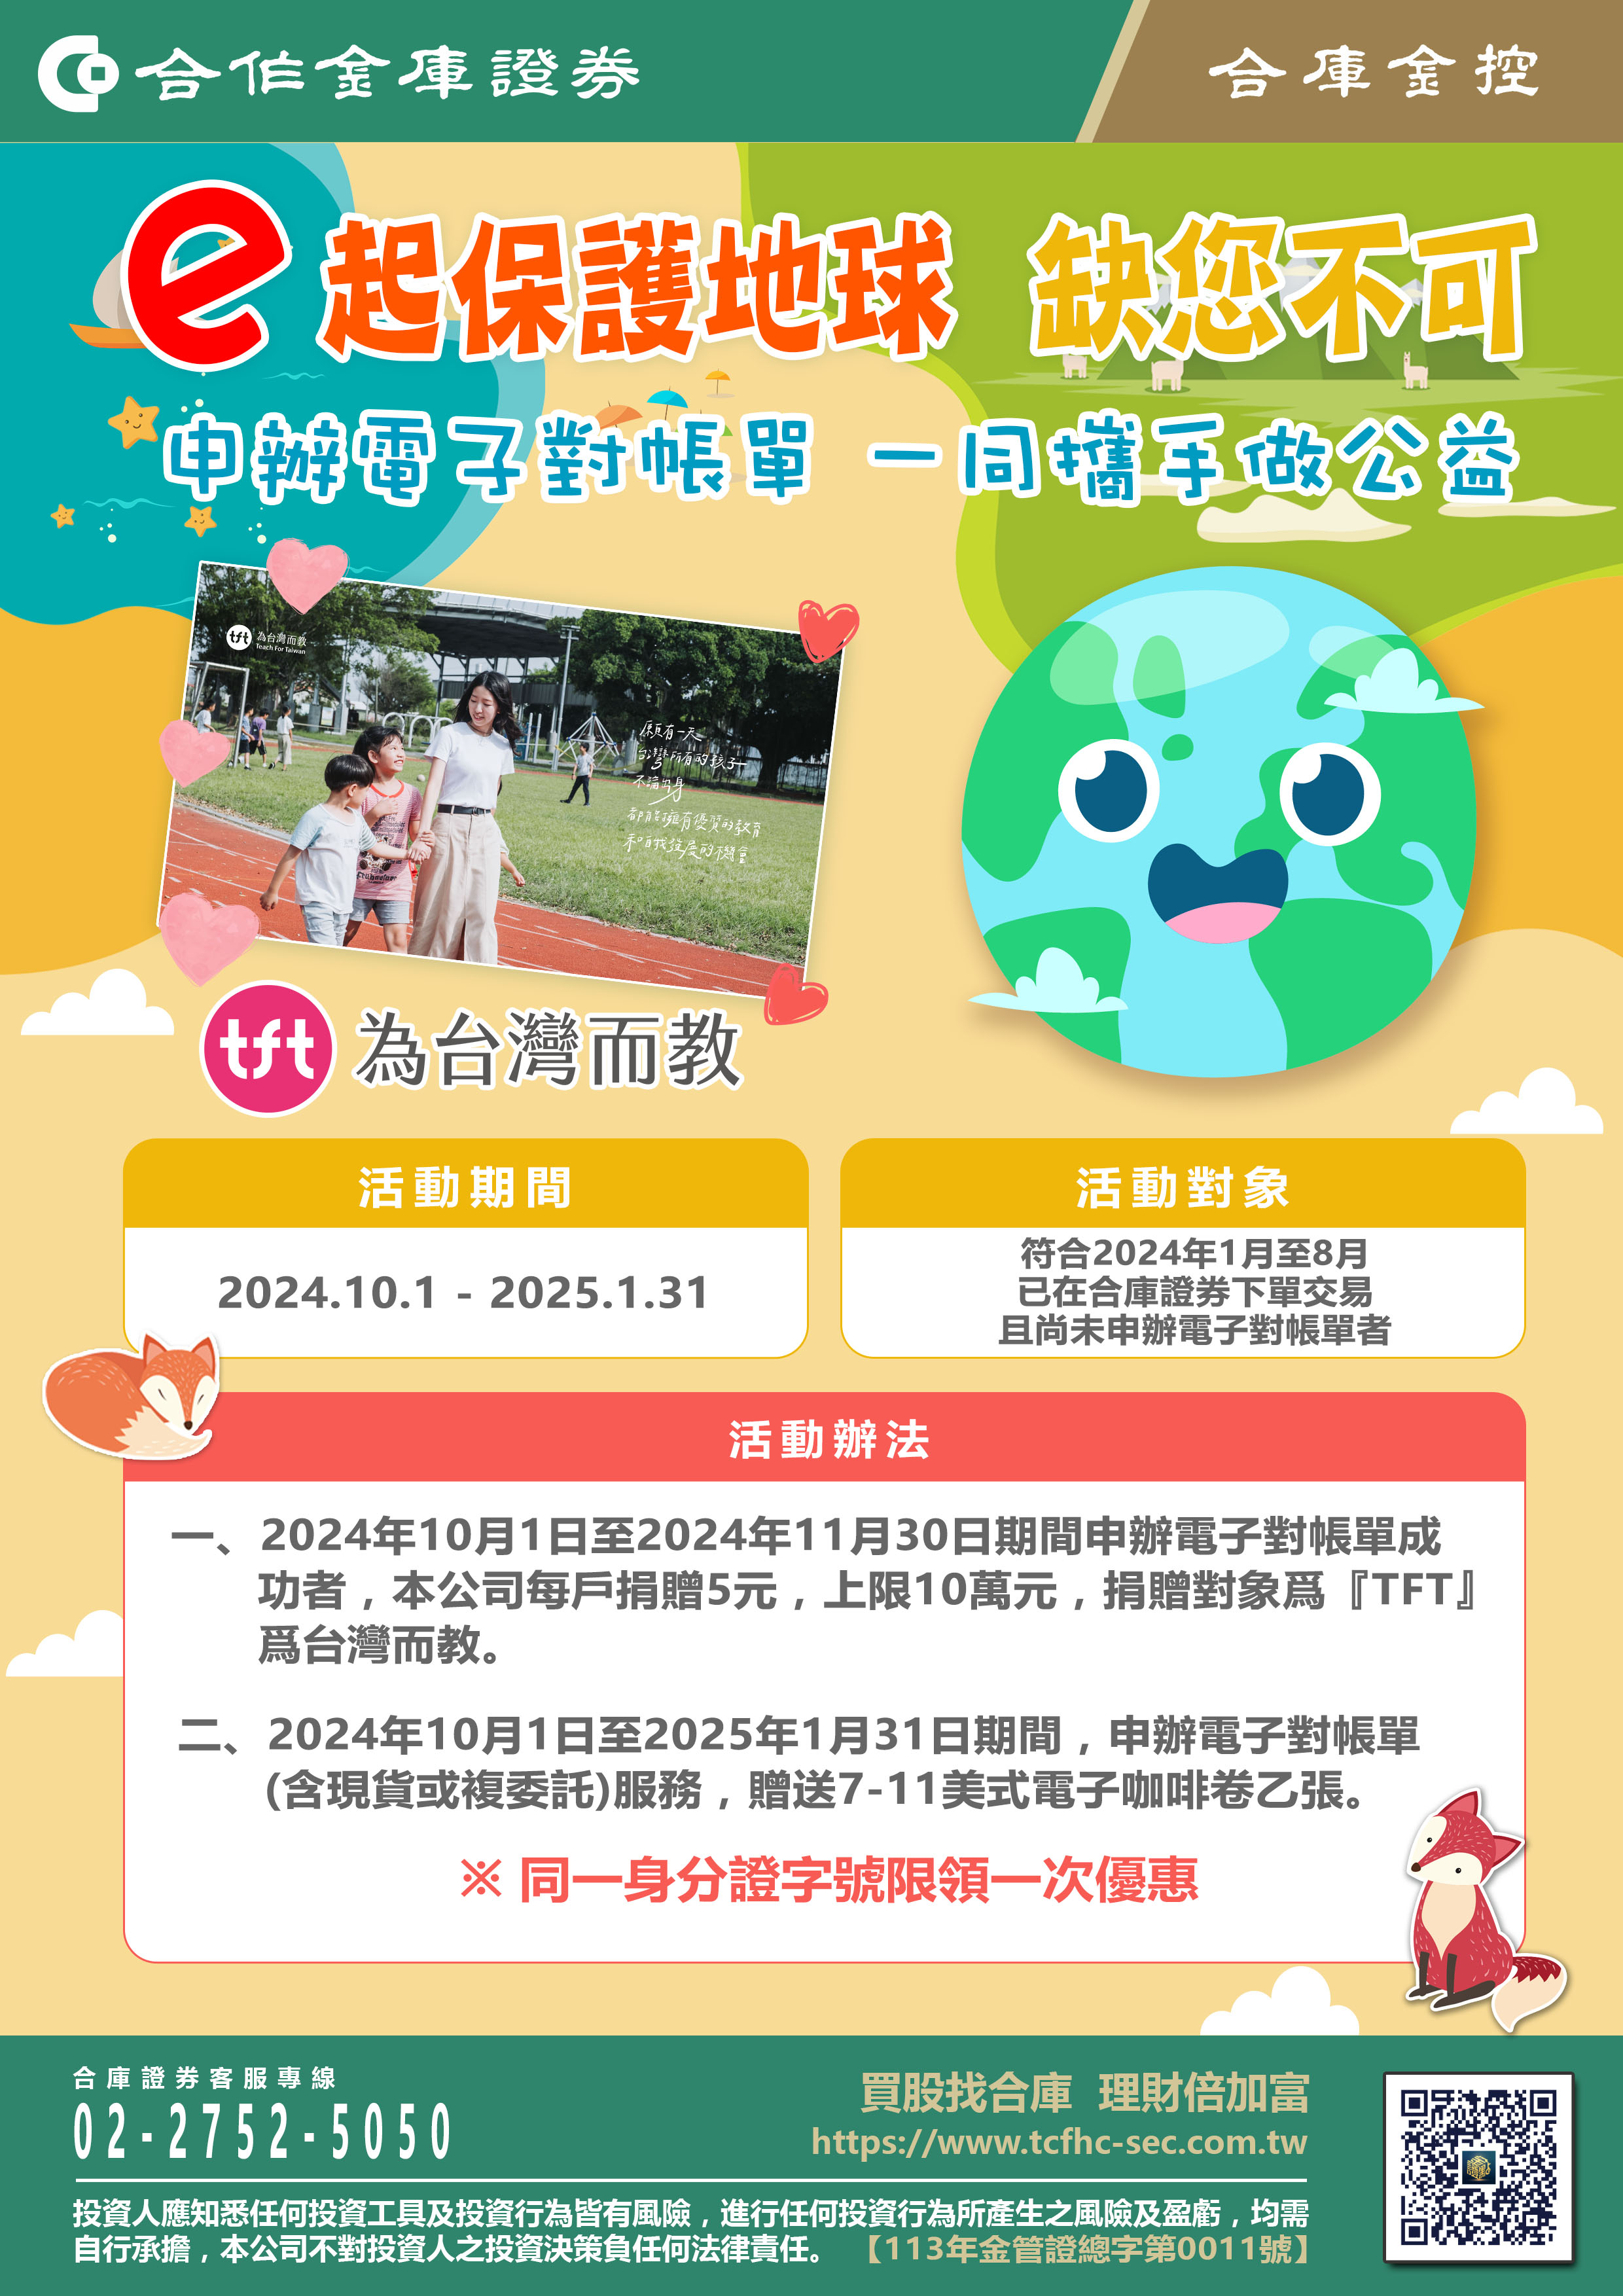 合作金庫證券
合庫金控
e起保護地球 缺您不可
申辦電子對帳單 一同攜手做公益
tft 為台灣而教
Teach For Taiwan
願有一天
台灣所有的孩子
不論出身
都能擁有優質的教育
和自我發展的機會
tft 為台灣而教
活動期間
2024.10.1 - 2025.1.31
活動對象
符合2024年1月至8月
已在合庫證券下單交易
且尚未申辦電子對帳單者
活動辦法
一、2024年10月1日至2024年11月30日期間申辦電子對帳單成
功者，本公司每戶捐贈5元，上限10萬元，捐贈對象爲『TFT』
爲台灣而教。
二、2024年10月1日至2025年1月31日期間，申辦電子對帳單
(含現貨或複委託)服務，贈送7-11美式電子咖啡卷乙張。
※ 同一身分證字號限領一次優惠
合庫證券客服專線
02-2752-5050
買股找合庫 理財倍加富
https://www.tcfhc-sec.com.tw
投資人應知悉任何投資工具及投資行為皆有風險，進行任何投資行為所產生之風險及盈虧，均需
自行承擔，本公司不對投資人之投資決策負任何法律責任。【113年金管證總字第0011號】